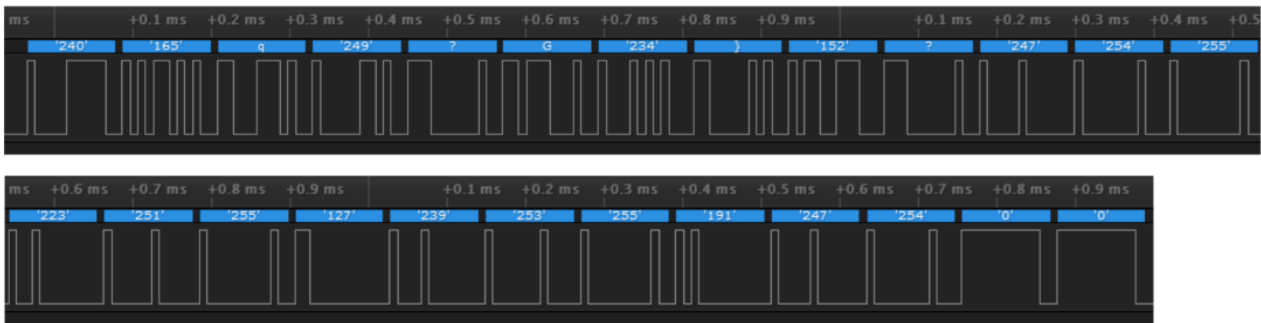 ms +0.1 ms +0.2 ms +0.3 ms +0.4 ms +0.5 ms +0.6 ms +0.7 ms +0.8 ms +0.9 ms +0.1 ms +0.2 ms +0.3 ms +0.4 ms +0.5
'240' '165' q '249' ? G '234' } '152' ? '247' '254' '255'
ms +0.6 ms +0.7 ms +0.8 ms +0.9 ms +0.1 ms +0.2 ms +0.3 ms +0.4 ms +0.5 ms +0.6 ms +0.7 ms +0.8 ms +0.9 ms
'223' '251' '255' '127' '239' '253' '255' '191' '247' '254' '0' '0'